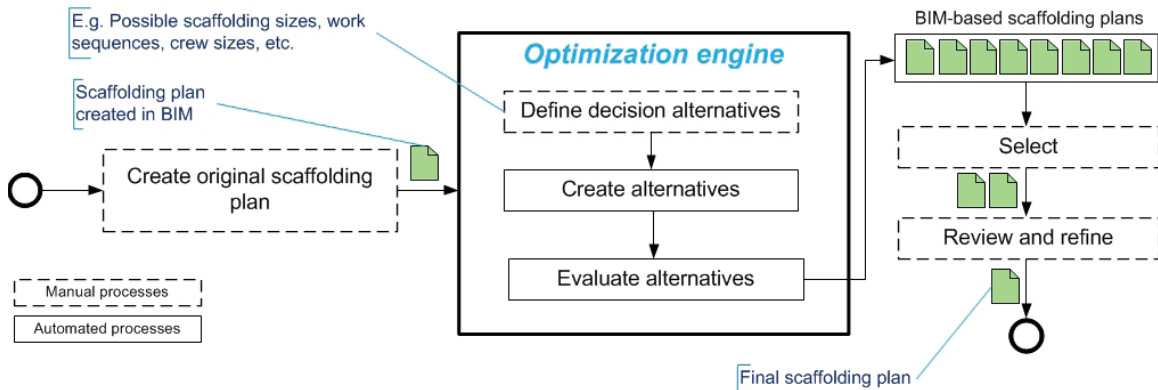 E.g. Possible scaffolding sizes, work
sequences, crew sizes, etc.
Scaffolding plan
created in BIM
Create original scaffolding
plan
Manual processes
Automated processes
Optimization engine
Define decision alternatives
Create alternatives
Evaluate alternatives
BIM-based scaffolding plans
Select
Review and refine
Final scaffolding plan